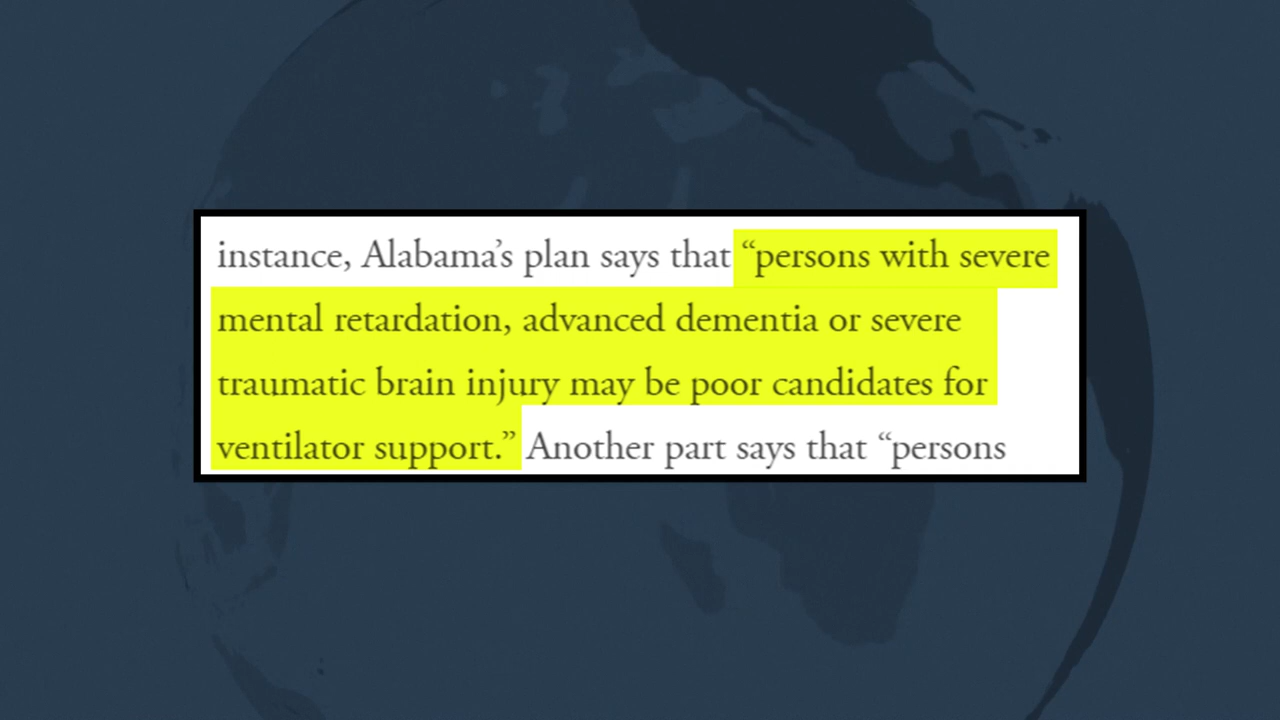 instance, Alabama’s plan says that “persons with severe
mental retardation, advanced dementia or severe
traumatic brain injury may be poor candidates for
ventilator support.” Another part says that “persons